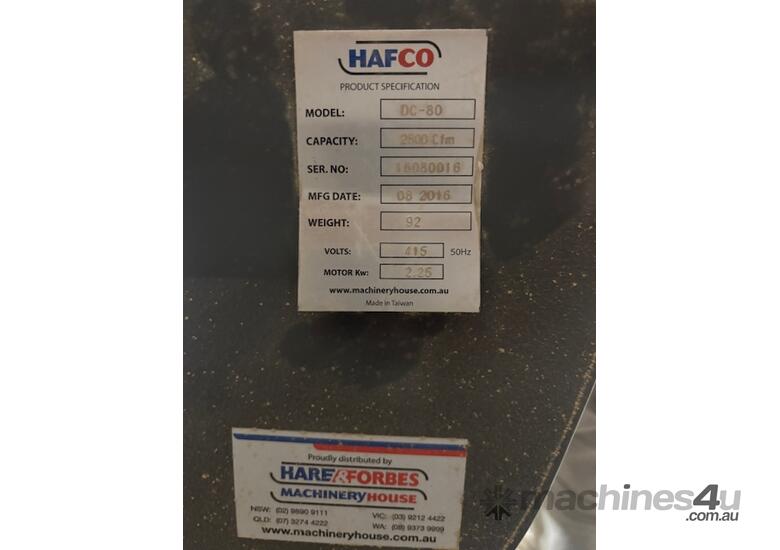 HAFCO
PRODUCT SPECIFICATION
MODEL: DC-80
CAPACITY: 2800 Cfm
SER. NO: 16080016
MFG DATE: 08 2016
WEIGHT: 92
VOLTS: 415 50Hz
MOTOR Kw: 2.25
www.machineryhouse.com.au
Made in Taiwan
Proudly distributed by
HARE&FORBES
MACHINERYHOUSE
NSW: (02) 9890 9111 VIC: (03) 9212 4422
QLD: (07) 3274 4222 WA: (08) 9373 9999
www.machineryhouse.com.au
machines4u
.com.au